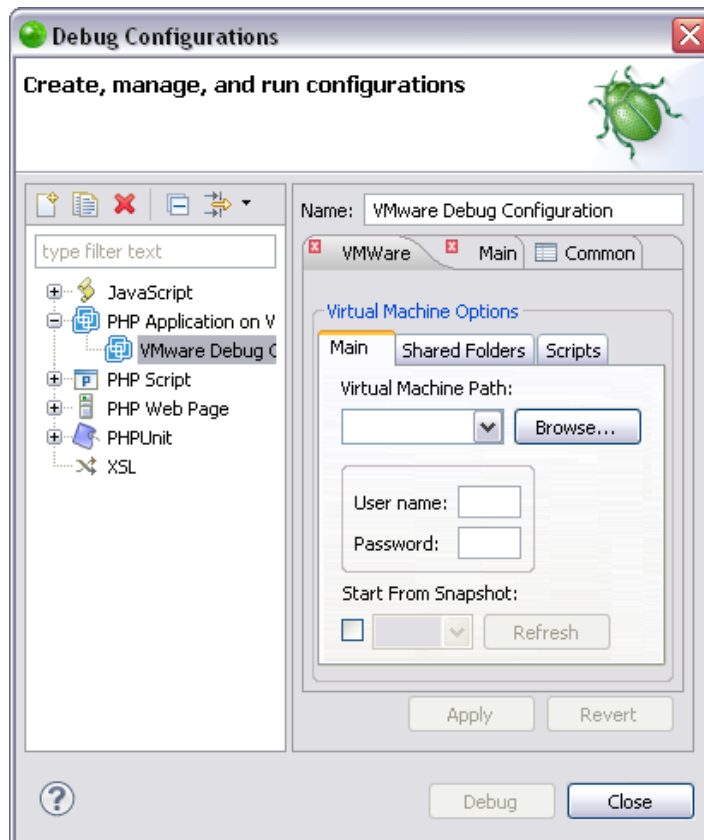 Debug Configurations
Create, manage, and run configurations
Name: VMware Debug Configuration
type filter text
VMWare Main Common
JavaScript
PHP Application on V
VMware Debug C
PHP Script
PHP Web Page
PHPUnit
XSL
Virtual Machine Options
Main Shared Folders Scripts
Virtual Machine Path:
Browse...
User name:
Password:
Start From Snapshot:
Refresh
Apply Revert
Debug Close